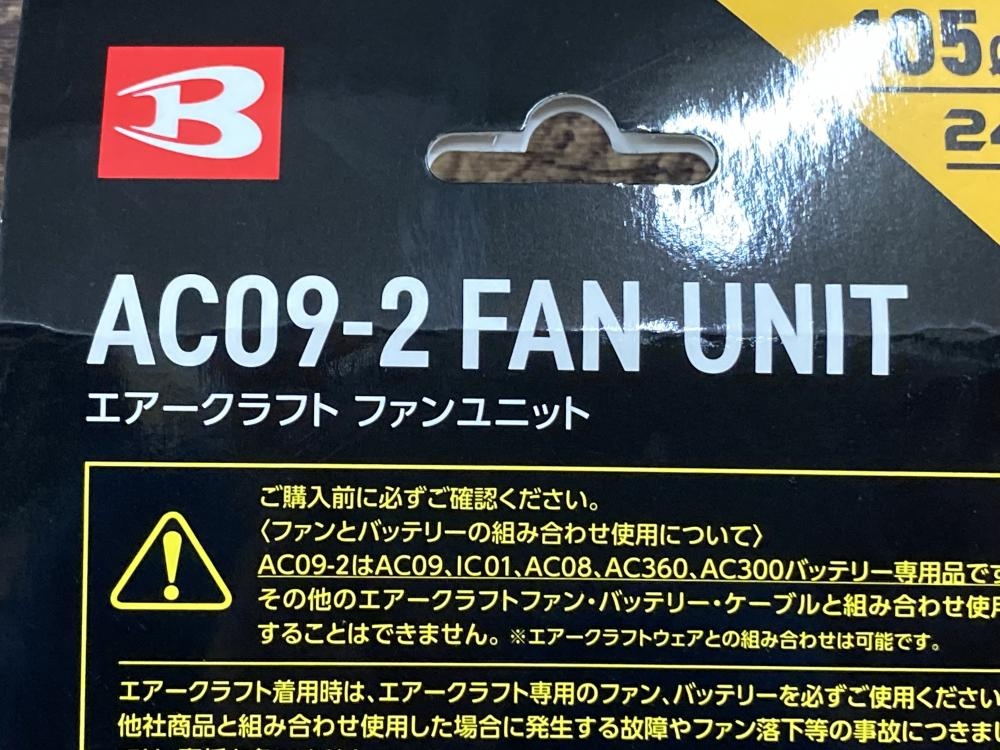 B
105
24
AC09-2 FAN UNIT
エアークラフト ファンユニット
ご購入前に必ずご確認ください。
〈ファンとバッテリーの組み合わせ使用について〉
AC09-2はAC09、IC01、AC08、AC360、AC300バッテリー専用品です
その他のエアークラフトファン・バッテリー・ケーブルと組み合わせ使用
することはできません。※エアークラフトウェアとの組み合わせは可能です。
エアークラフト着用時は、エアークラフト専用のファン、バッテリーを必ずご使用ください
他社商品と組み合わせ使用した場合に発生する故障やファン落下等の事故につきまし